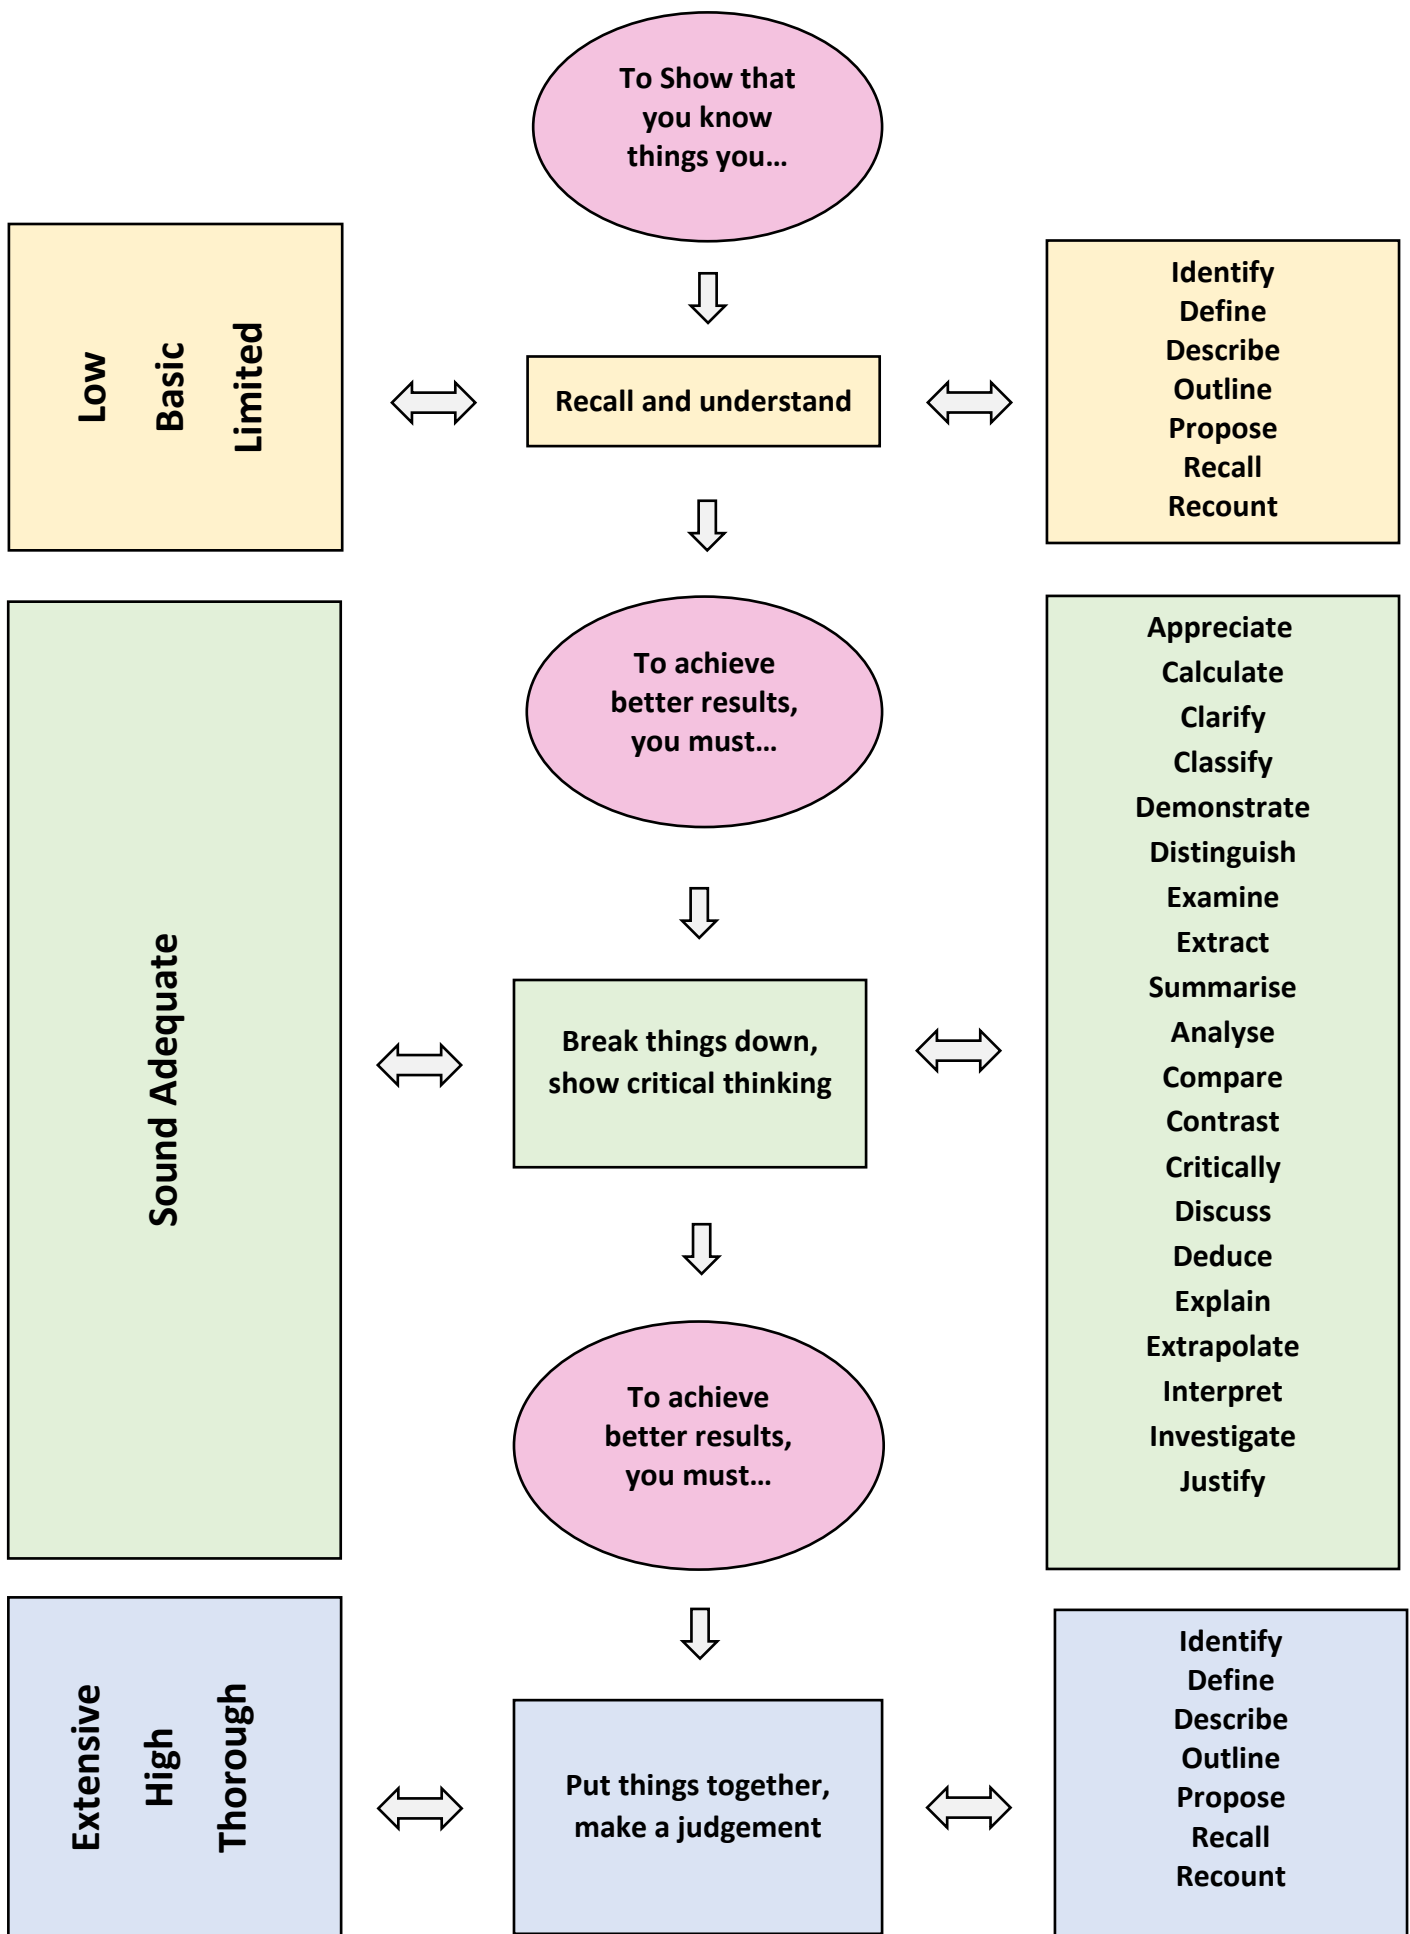 To Show that
you know
things you…
Low
Basic
Limited
Recall and understand
Identify
Define
Describe
Outline
Propose
Recall
Recount
To achieve
better results,
you must…
Sound Adequate
Break things down,
show critical thinking
Appreciate
Calculate
Clarify
Classify
Demonstrate
Distinguish
Examine
Extract
Summarise
Analyse
Compare
Contrast
Critically
Discuss
Deduce
Explain
Extrapolate
Interpret
Investigate
Justify
To achieve
better results,
you must…
Extensive
High
Thorough
Put things together,
make a judgement
Identify
Define
Describe
Outline
Propose
Recall
Recount